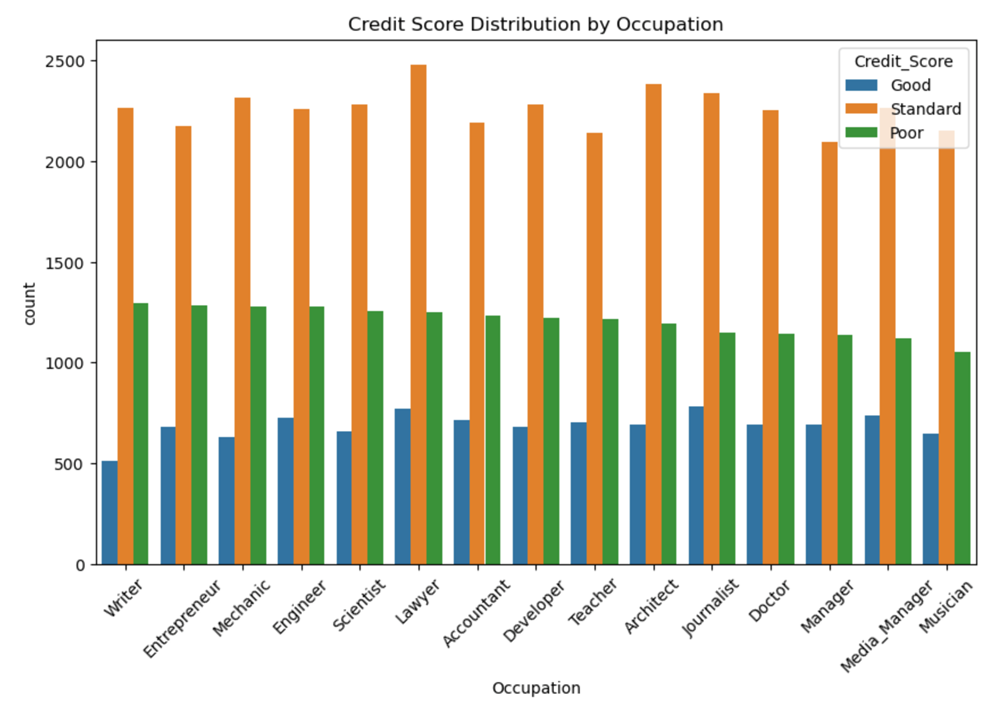 Credit Score Distribution by Occupation
Credit_Score
Good
Standard
Poor
2500
2000
1500
1000
500
0
count
Writer
Entrepreneur
Mechanic
Engineer
Scientist
Lawyer
Accountant
Developer
Teacher
Architect
Journalist
Doctor
Manager
Media_Manager
Musician
Occupation